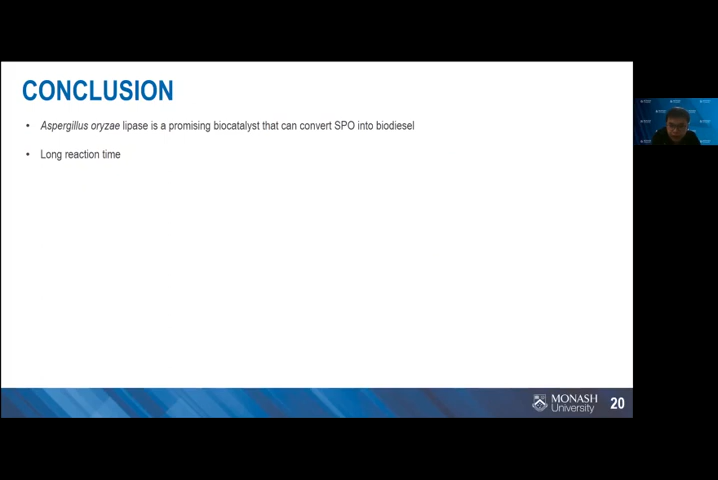 CONCLUSION
• Aspergillus oryzae lipase is a promising biocatalyst that can convert SPO into biodiesel
• Long reaction time
MONASH
University
20